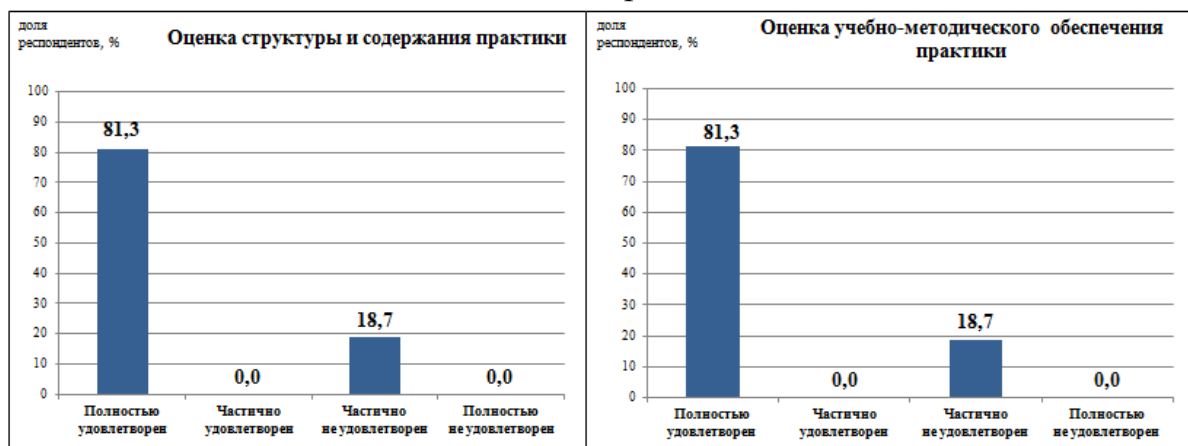 доля
респондентов, %
Оценка структуры и содержания практики
100
90
80
70
60
50
40
30
20
10
0
81,3
0,0
18,7
0,0
Полностью
удовлетворен
Частично
удовлетворен
Частично
не удовлетворен
Полностью
не удовлетворен
доля
респондентов, %
Оценка учебно-методического обеспечения
практики
100
90
80
70
60
50
40
30
20
10
0
81,3
0,0
18,7
0,0
Полностью
удовлетворен
Частично
удовлетворен
Частично
не удовлетворен
Полностью
не удовлетворен